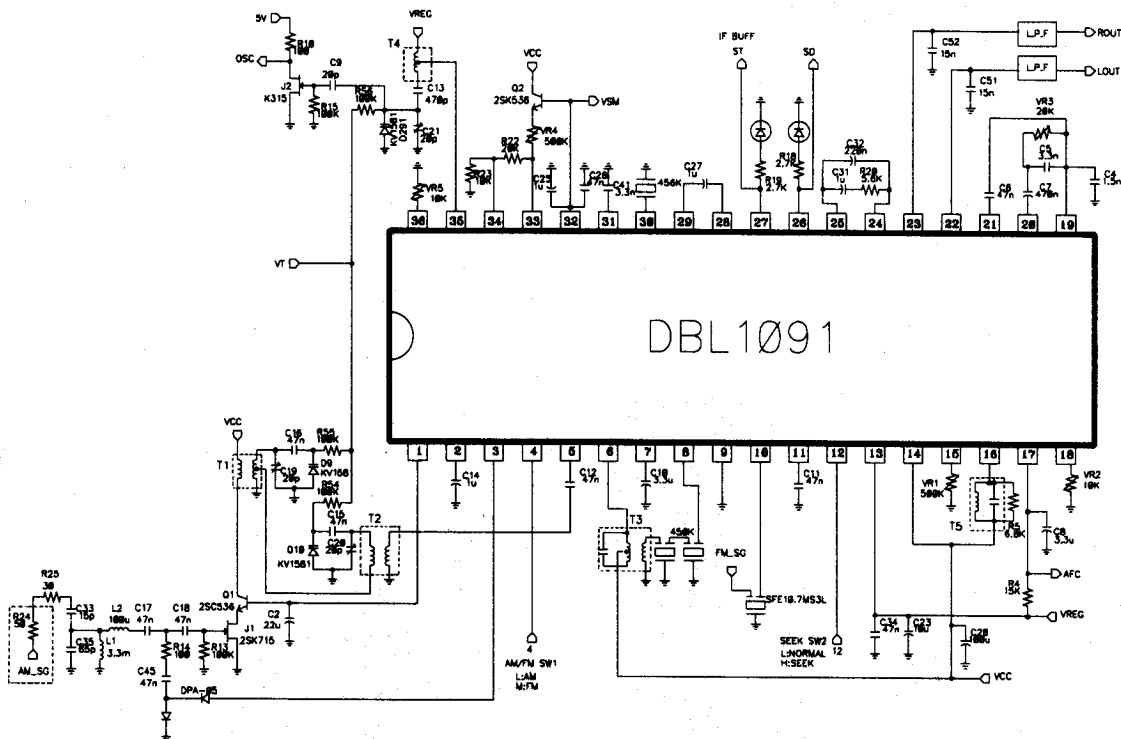 5V
R10
100
OSC
J2
K315
C9
20p
R15
100K
R56
100K
VREG
T4
C13
470p
KV1561
D291
C21
20p
VR5
10K
VCC
Q2
2SK536
VSM
VR4
500K
R22
20K
R23
10K
C25
1u
C26
47n
C41
3.3n
456K
C27
1u
IF BUFF
ST
SD
R19
2.7K
R18
2.7K
C32
220n
C31
1u
R20
5.6K
C52
15n
C51
15n
L.P.F
ROUT
L.P.F
LOUT
VR3
20K
C5
3.3n
C6
47n
C7
470n
C4
1.5n
36
35
34
33
32
31
30
29
28
27
26
25
24
23
22
21
20
19
VT
DBL1091
1
2
3
4
5
6
7
8
9
10
11
12
13
14
15
16
17
18
VCC
T1
C16
47n
R55
100K
C19
20p
D9
KV156
R54
100K
C15
47n
D10
KV1561
C20
20p
T2
C14
1u
C12
47n
C10
3.3u
C11
47n
VR1
500K
T5
R5
6.8K
C8
3.3u
VR2
10K
T3
450K
FM_SG
SFE10.7MS3L
AFC
R4
15K
VREG
C34
47n
C23
10u
C28
100u
VCC
SEEK SW2
L:NORMAL
H:SEEK
12
4
AM/FM SW1
L:AM
M:FM
R25
30
R24
50
AM_SG
C33
15p
C35
65p
L2
100u
L1
3.3m
C17
47n
C18
47n
R14
100
R13
100K
C45
47n
DPA-05
Q1
2SC536
J1
2SK715
C2
22u